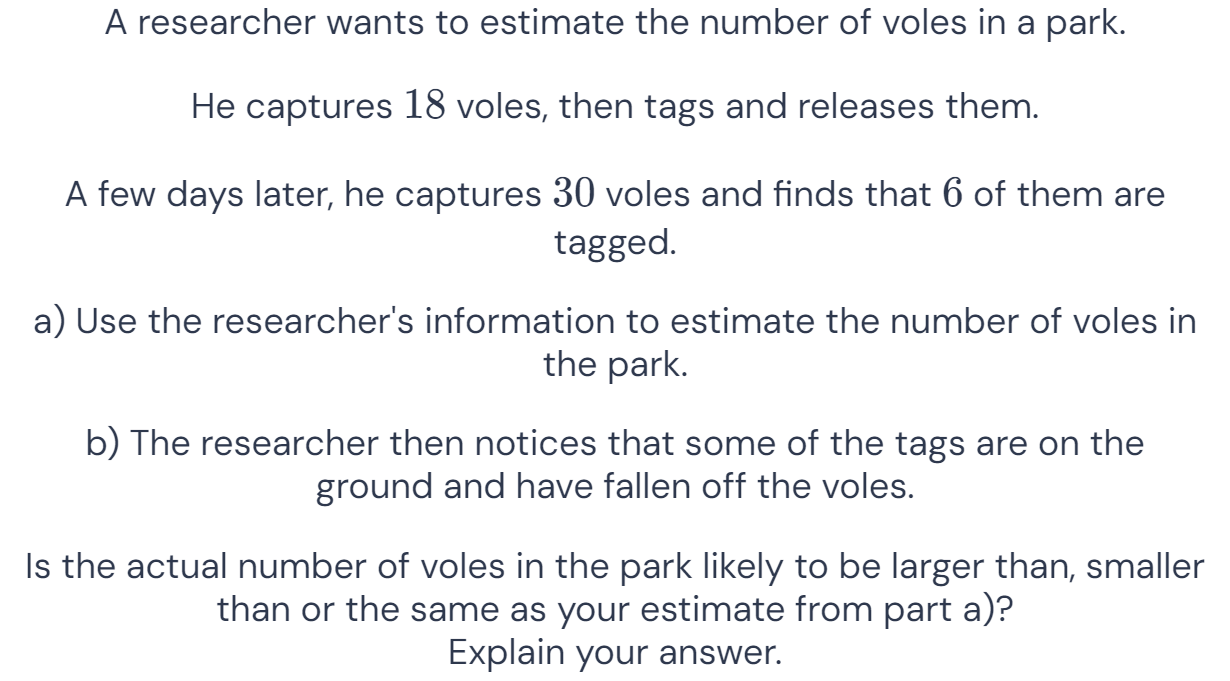 A researcher wants to estimate the number of voles in a park.
He captures 18 voles, then tags and releases them.
A few days later, he captures 30 voles and finds that 6 of them are
tagged.
a) Use the researcher's information to estimate the number of voles in
the park.
b) The researcher then notices that some of the tags are on the
ground and have fallen off the voles.
Is the actual number of voles in the park likely to be larger than, smaller
than or the same as your estimate from part a)?
Explain your answer.